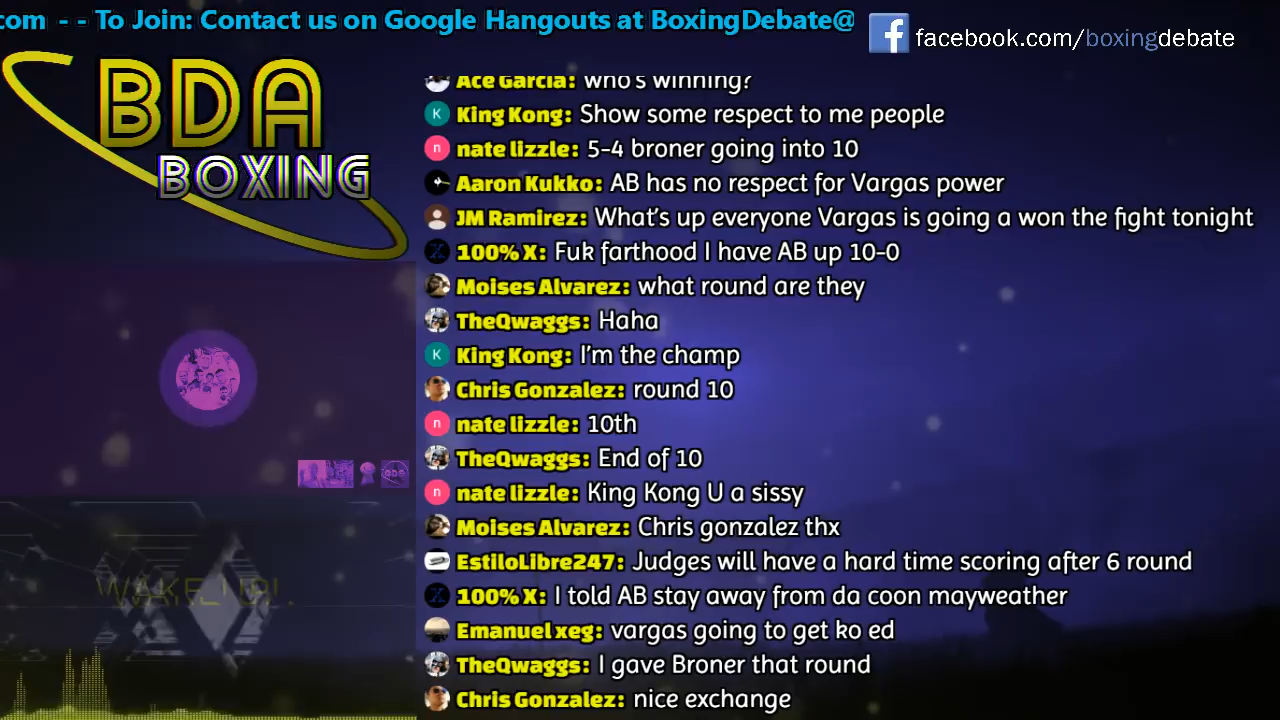 com - - To Join: Contact us on Google Hangouts at BoxingDebate@
facebook.com/boxingdebate
BDA
BOXING
Ace Garcia: who's winning?
King Kong: Show some respect to me people
nate lizzle: 5-4 broner going into 10
Aaron Kukko: AB has no respect for Vargas power
JM Ramirez: What's up everyone Vargas is going a won the fight tonight
100% X: Fuk farthood I have AB up 10-0
Moises Alvarez: what round are they
TheQwaggs: Haha
King Kong: I'm the champ
Chris Gonzalez: round 10
nate lizzle: 10th
TheQwaggs: End of 10
nate lizzle: King Kong U a sissy
Moises Alvarez: Chris gonzalez thx
EstiloLibre247: Judges will have a hard time scoring after 6 round
100% X: I told AB stay away from da coon mayweather
Emanuel xeg: vargas going to get ko ed
TheQwaggs: I gave Broner that round
Chris Gonzalez: nice exchange
WAKE UP!.